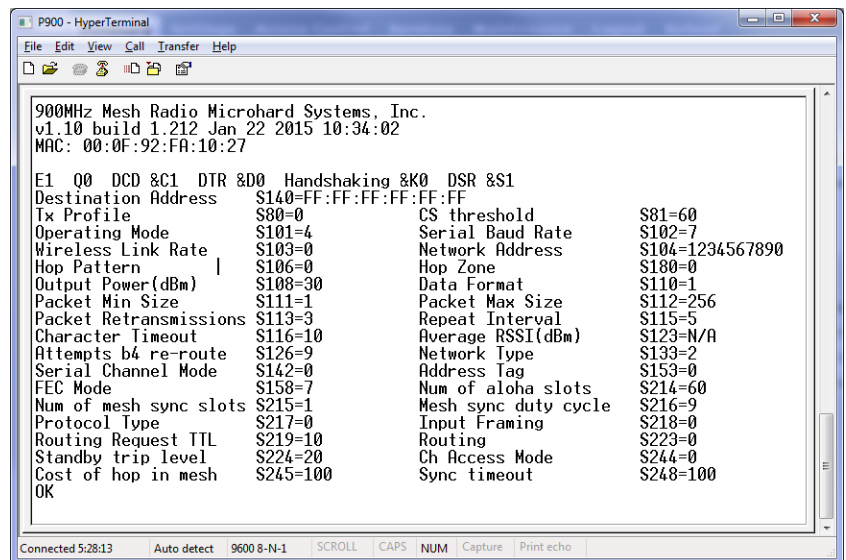 P900 - HyperTerminal
File Edit View Call Transfer Help
900MHz Mesh Radio Microhard Systems, Inc.
v1.10 build 1.212 Jan 22 2015 10:34:02
MAC: 00:0F:92:FA:10:27
E1 Q0 DCD &C1 DTR &D0 Handshaking &K0 DSR &S1
Destination Address S140=FF:FF:FF:FF:FF:FF
Tx Profile S80=0 CS threshold S81=60
Operating Mode S101=4 Serial Baud Rate S102=7
Wireless Link Rate S103=0 Network Address S104=1234567890
Hop Pattern S106=0 Hop Zone S180=0
Output Power(dBm) S108=30 Data Format S110=1
Packet Min Size S111=1 Packet Max Size S112=256
Packet Retransmissions S113=3 Repeat Interval S115=5
Character Timeout S116=10 Average RSSI(dBm) S123=N/A
Attempts b4 re-route S126=9 Network Type S133=2
Serial Channel Mode S142=0 Address Tag S153=0
FEC Mode S158=7 Num of aloha slots S214=60
Num of mesh sync slots S215=1 Mesh sync duty cycle S216=9
Protocol Type S217=0 Input Framing S218=0
Routing Request TTL S219=10 Routing S223=0
Standby trip level S224=20 Ch Access Mode S244=0
Cost of hop in mesh S245=100 Sync timeout S248=100
OK
Connected 5:28:13 Auto detect 9600 8-N-1 SCROLL CAPS NUM Capture Print echo